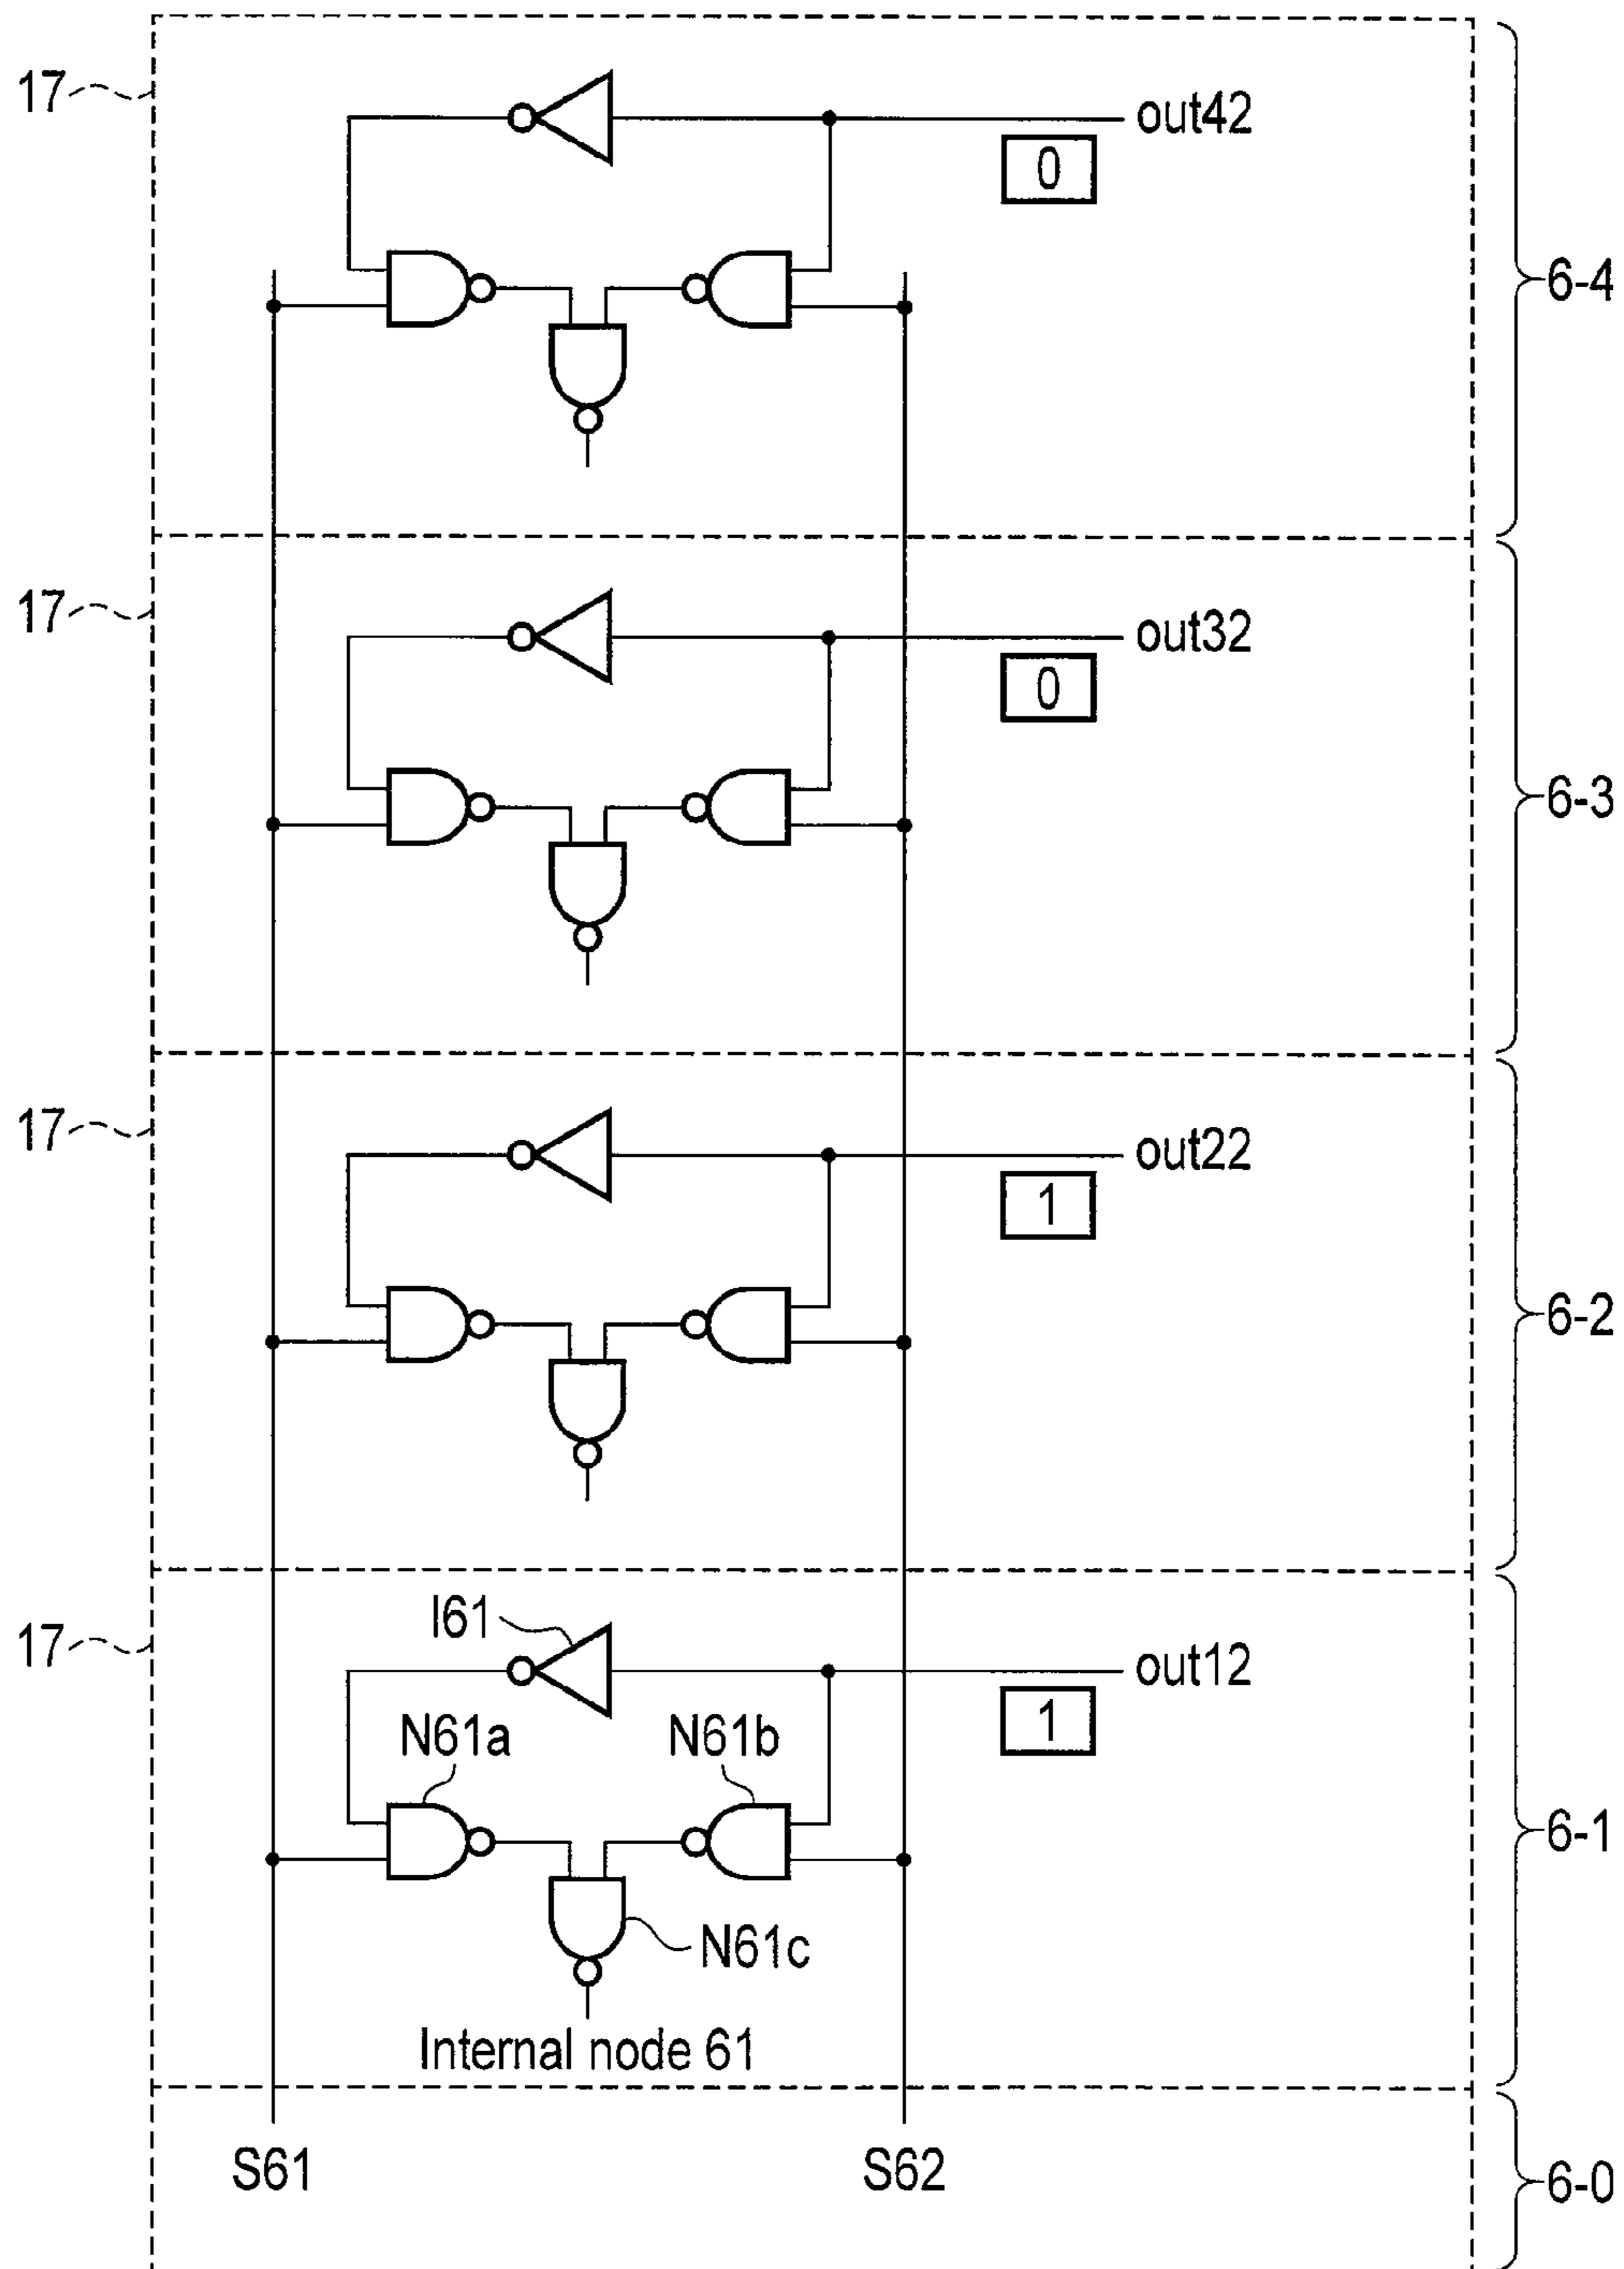 17
out42
0
6-4
17
out32
0
6-3
17
out22
1
6-2
17
I61
out12
1
N61a
N61b
6-1
N61c
Internal node 61
S61
S62
6-0